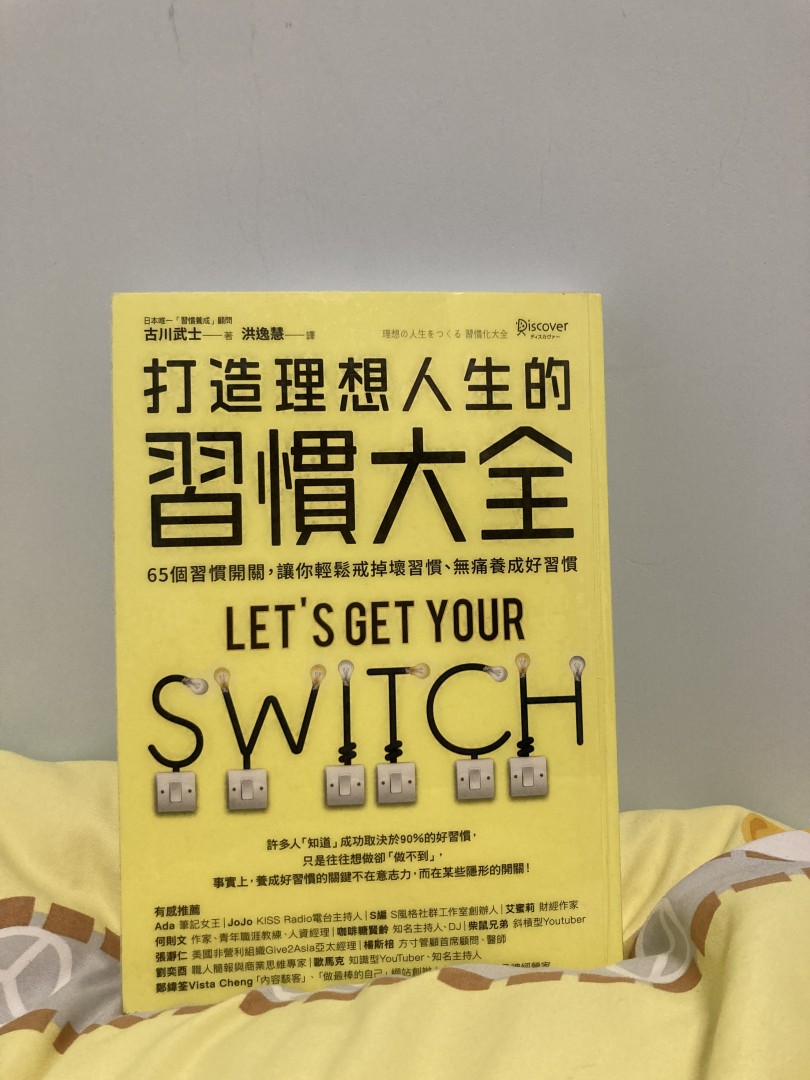 日本唯一「習慣養成」顧問
古川武士——著 洪逸慧——譯
理想の人生をつくる 習慣化大全
Discover
ディスカヴァー
打造理想人生的
習慣大全
65個習慣開關，讓你輕鬆戒掉壞習慣、無痛養成好習慣
LET'S GET YOUR
SWITCH
許多人「知道」成功取決於90%的好習慣，
只是往往想做卻「做不到」，
事實上，養成好習慣的關鍵不在意志力，而在某些隱形的開關！
有感推薦
Ada 筆記女王｜JoJo KISS Radio電台主持人｜S編 S風格社群工作室創辦人｜艾蜜莉 財經作家
何則文 作家、青年職涯教練、人資經理｜咖啡糖賢齡 知名主持人、DJ｜柴鼠兄弟 斜槓型Youtuber
張瀞仁 美國非營利組織Give2Asia亞太經理｜楊斯棓 方寸管顧首席顧問、醫師
劉奕酉 職人簡報與商業思維專家｜歐馬克 知識型YouTuber、知名主持人
鄭緯筌Vista Cheng「內容駭客」、「做最棒的自己」網站創辦